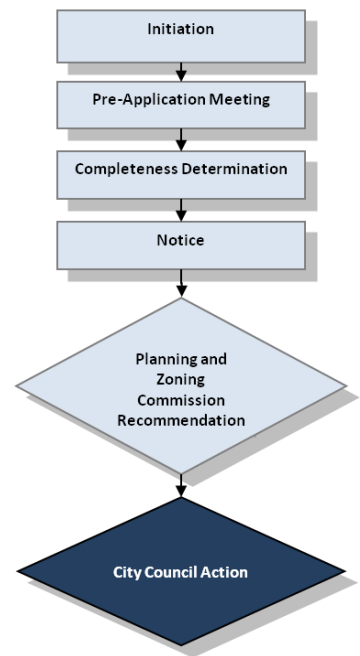 Initiation
Pre-Application Meeting
Completeness Determination
Notice
Planning and
Zoning
Commission
Recommendation
City Council Action